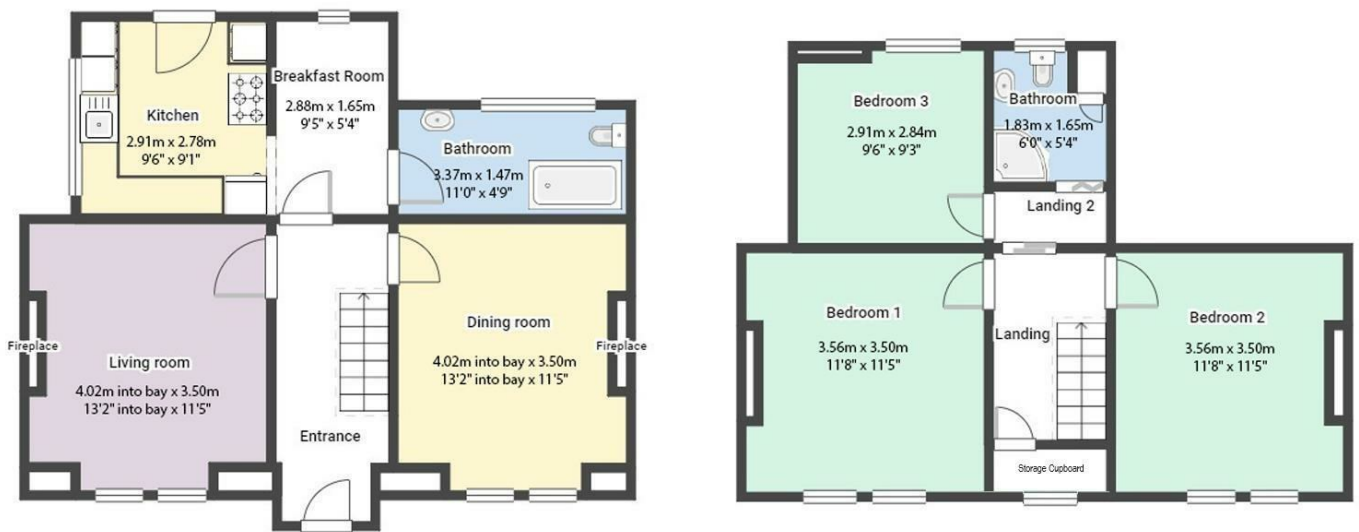 Kitchen
2.91m x 2.78m
9'6" x 9'1"
Breakfast Room
2.88m x 1.65m
9'5" x 5'4"
Bathroom
3.37m x 1.47m
11'0" x 4'9"
Fireplace
Living room
4.02m into bay x 3.50m
13'2" into bay x 11'5"
Entrance
Dining room
4.02m into bay x 3.50m
13'2" into bay x 11'5"
Fireplace
Bedroom 3
2.91m x 2.84m
9'6" x 9'3"
Bathroom
1.83m x 1.65m
6'0" x 5'4"
Landing 2
Bedroom 1
3.56m x 3.50m
11'8" x 11'5"
Landing
Bedroom 2
3.56m x 3.50m
11'8" x 11'5"
Storage Cupboard